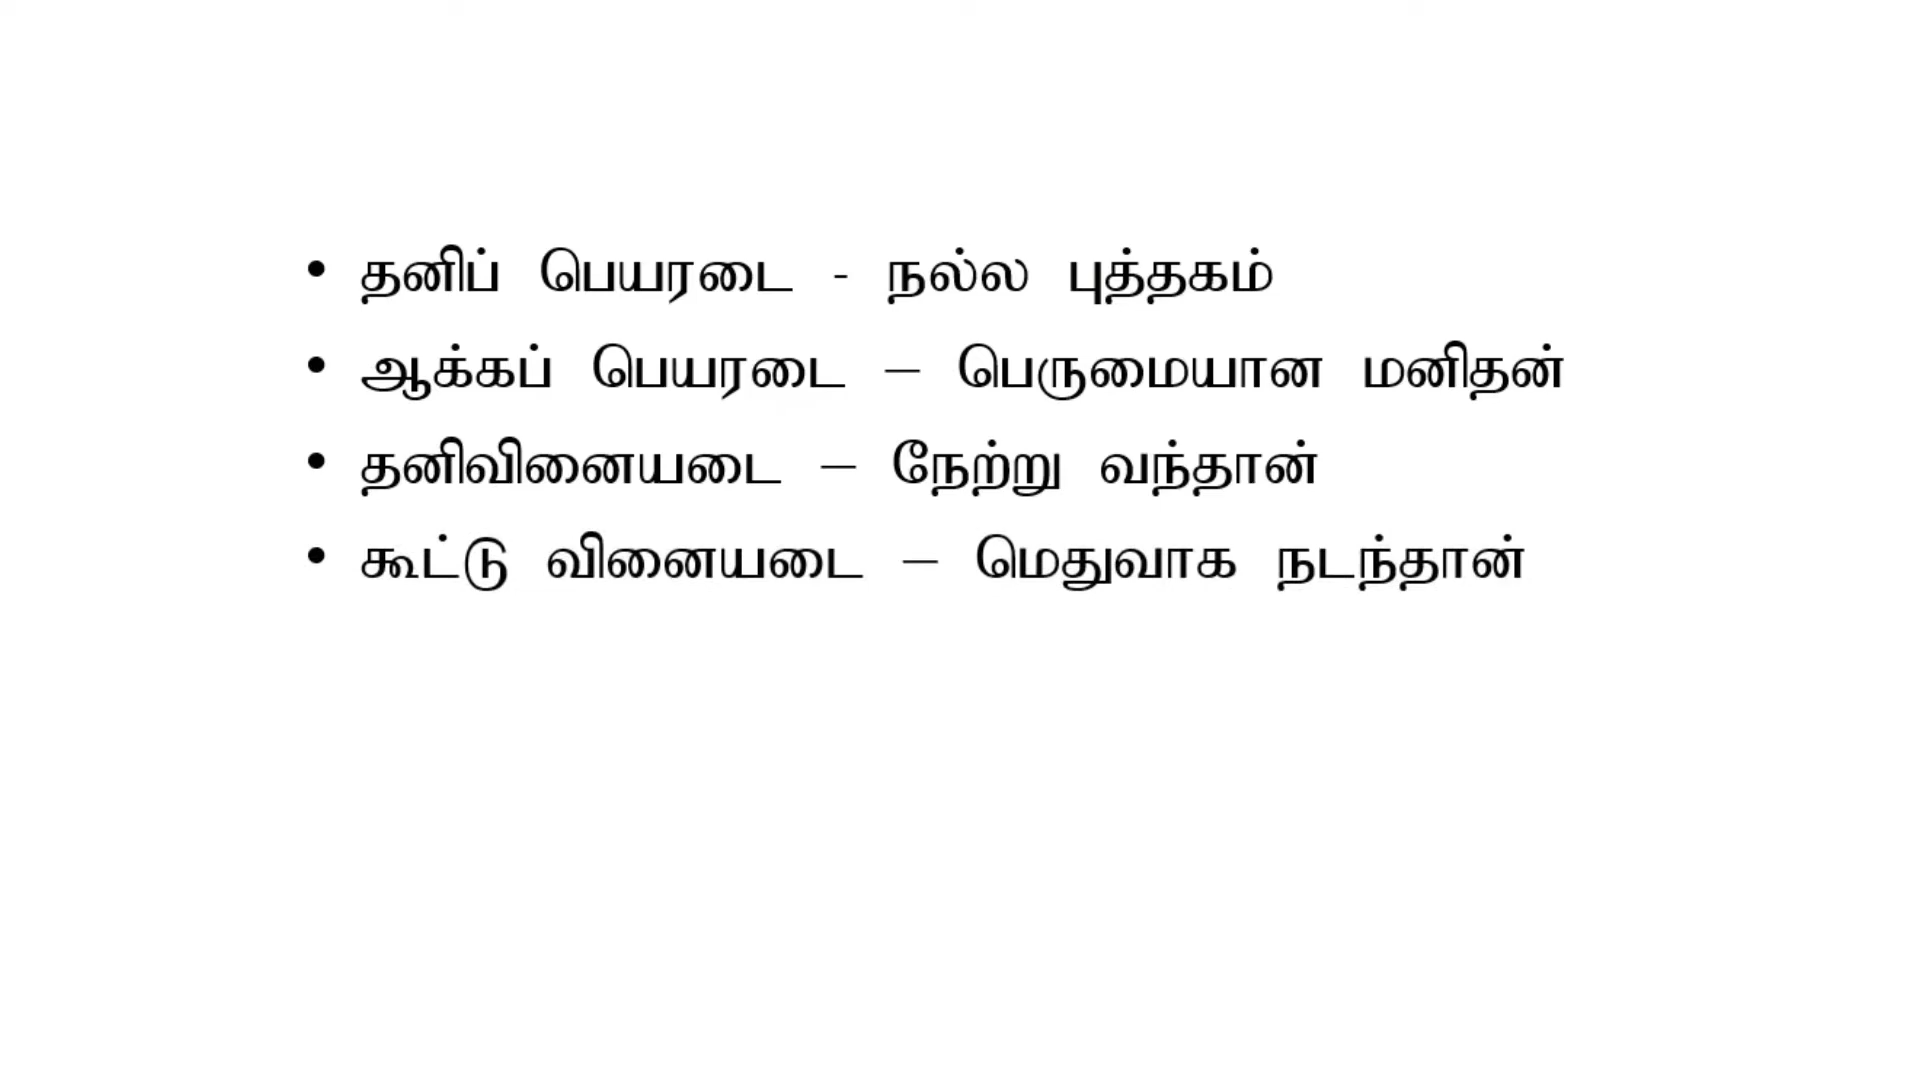 • தனிப் பெயரடை - நல்ல புத்தகம்
• ஆக்கப் பெயரடை – பெருமையான மனிதன்
• தனிவினையடை – நேற்று வந்தான்
• கூட்டு வினையடை – மெதுவாக நடந்தான்